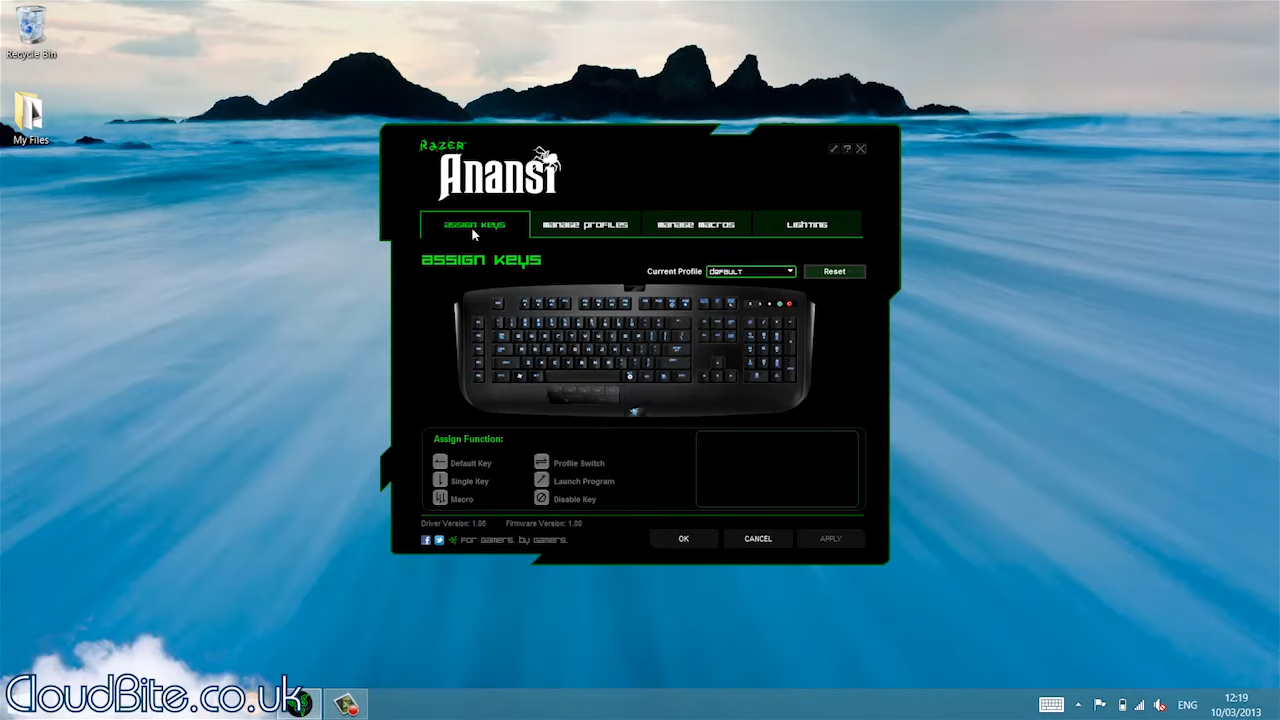 Recycle Bin
My Files
RAZER
Anansi
assign keys
manage profiles
manage macros
Lighting
assign keys
Current Profile
default
Reset
Assign Function:
Default Key
Profile Switch
Single Key
Launch Program
Macro
Disable Key
Driver Version: 1.06
Firmware Version: 1.00
For Gamers. by Gamers.
OK
CANCEL
APPLY
CloudBite.co.uk
ENG
12:19
10/03/2013